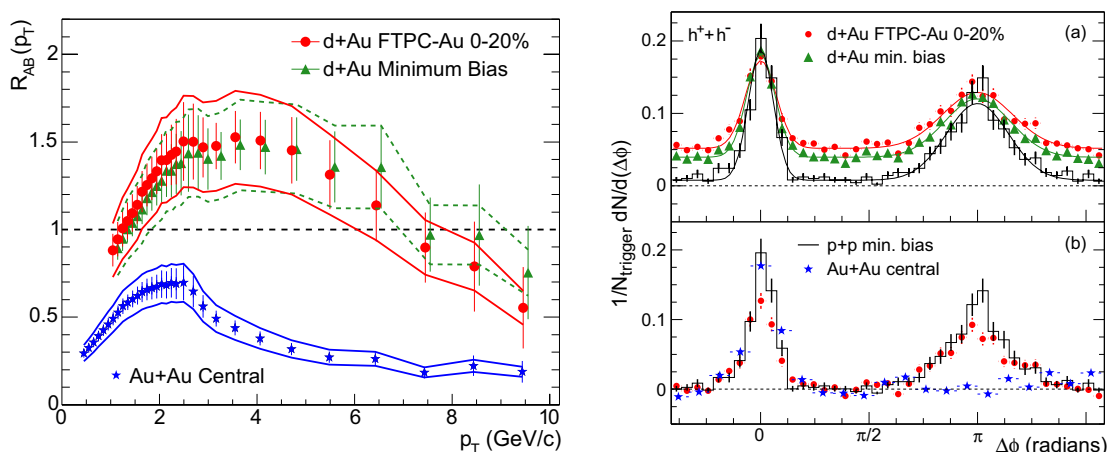 R_AB(p_T)
2
1.5
1
0.5
0
d+Au FTPC-Au 0-20%
d+Au Minimum Bias
Au+Au Central
0 2 4 6 8 10
p_T (GeV/c)
1/N_trigger dN/d(Δϕ)
0.2
0.1
0
h⁺+h⁻
(a)
d+Au FTPC-Au 0-20%
d+Au min. bias
0.2
0.1
0
(b)
p+p min. bias
Au+Au central
0 π/2 π
Δϕ (radians)